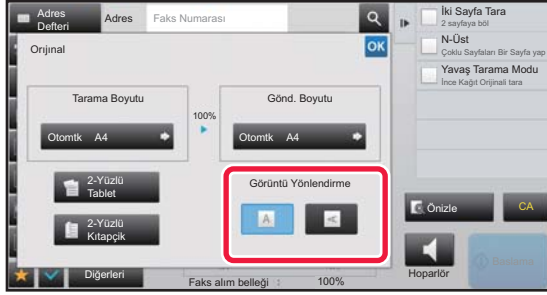 Adres
Defteri
Adres
Faks Numarası
İki Sayfa Tara
2 sayfaya böl
N-Üst
Çoklu Sayfaları Bir Sayfa yap
Yavaş Tarama Modu
İnce Kağıt Orijinali tara
Orıjınal
OK
Tarama Boyutu
100%
Gönd. Boyutu
Otomtk A4
Otomtk A4
2-Yüzlü
Tablet
2-Yüzlü
Kıtapçik
Görüntü Yönlendirme
A
A
Önizle
CA
Hoparlör
Diğerleri
Faks alım belleği :
100%